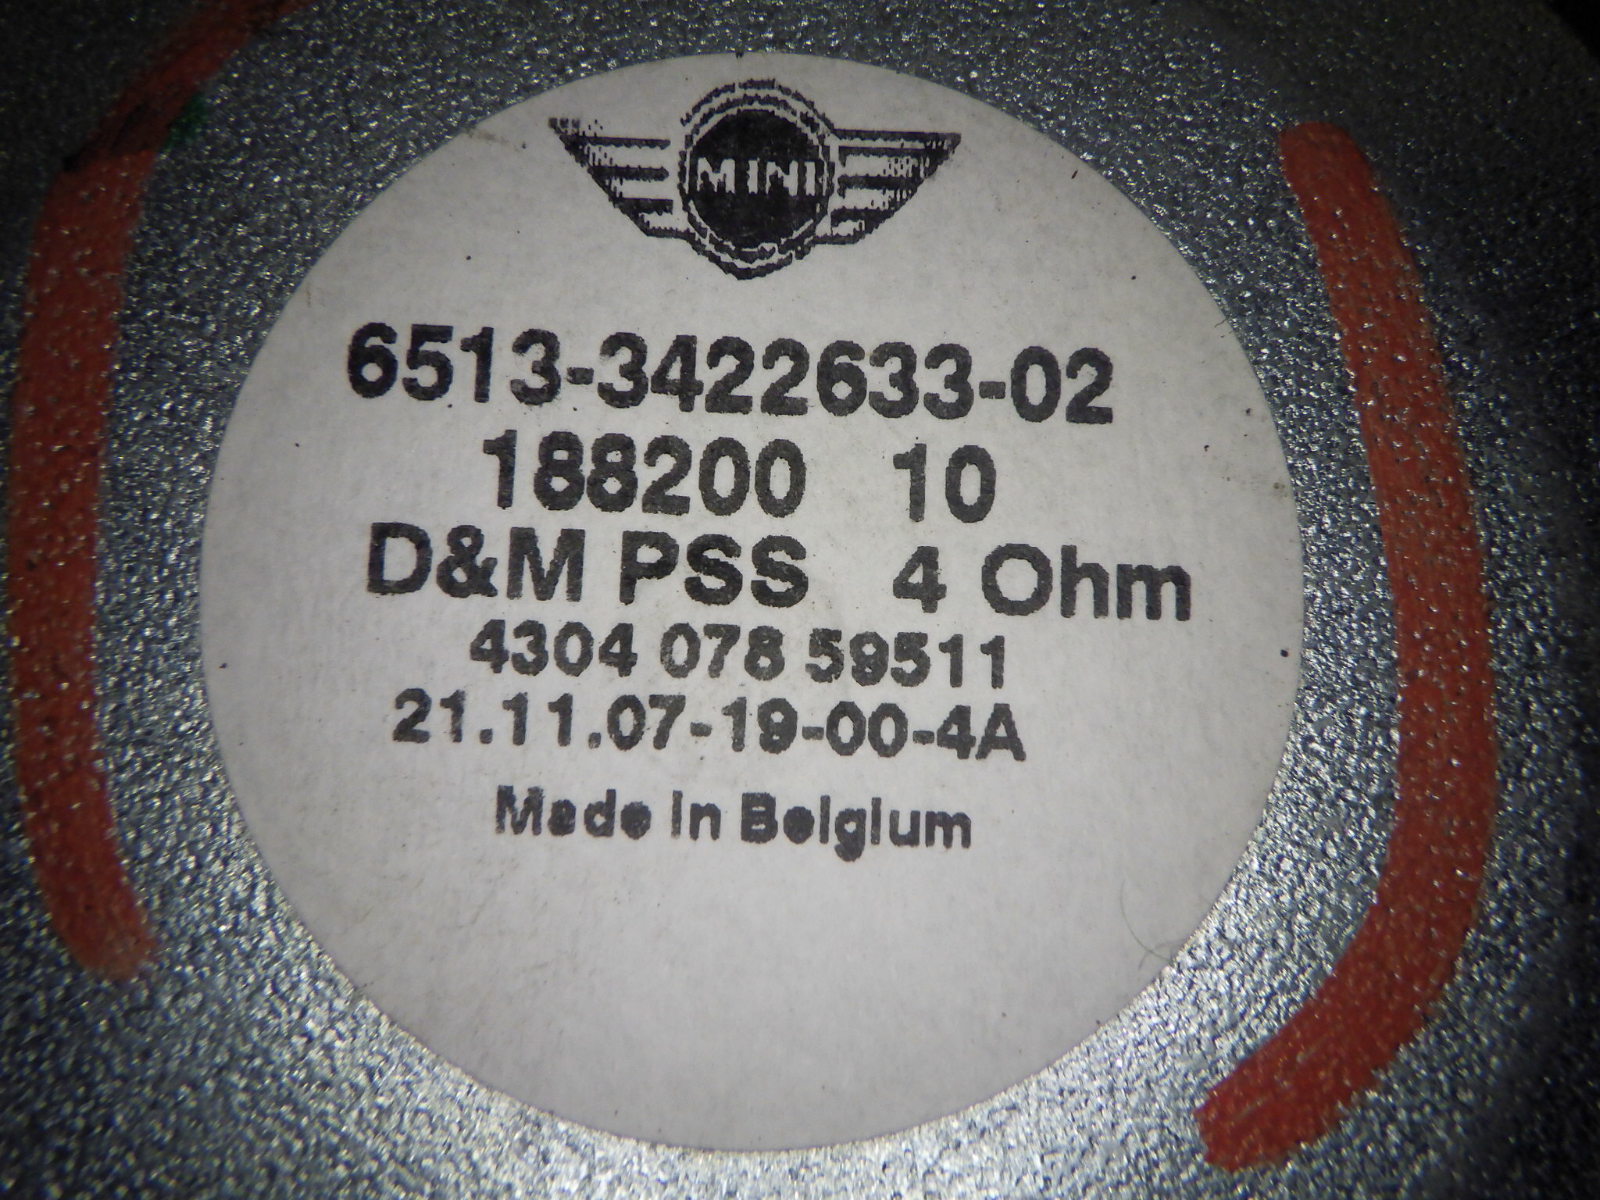 MINI
6513-3422633-02
188200 10
D&M PSS 4 Ohm
4304 078 59511
21.11.07-19-00-4A
Made in Belgium